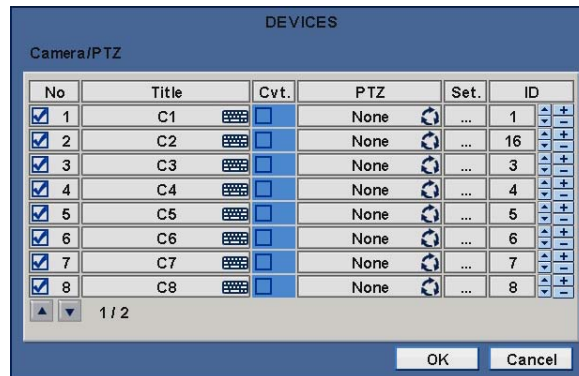 DEVICES
Camera/PTZ
No Title Cvt. PTZ Set. ID
1 C1 None ... 1 + -
2 C2 None ... 16 + -
3 C3 None ... 3 + -
4 C4 None ... 4 + -
5 C5 None ... 5 + -
6 C6 None ... 6 + -
7 C7 None ... 7 + -
8 C8 None ... 8 + -
1 / 2
OK Cancel